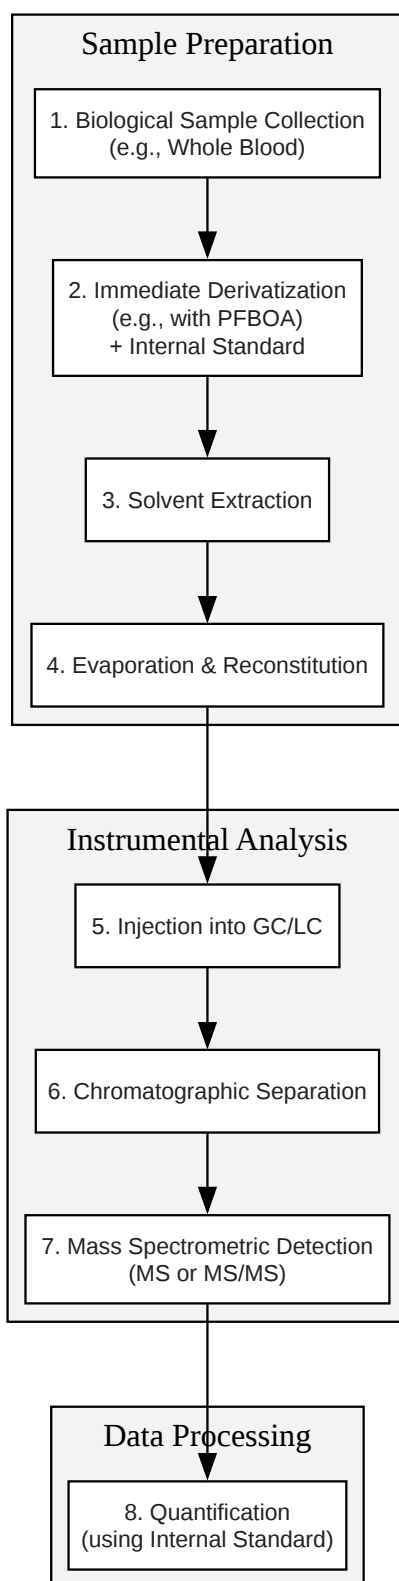 Sample Preparation
1. Biological Sample Collection
(e.g., Whole Blood)
2. Immediate Derivatization
(e.g., with PFBOA)
+ Internal Standard
3. Solvent Extraction
4. Evaporation & Reconstitution
Instrumental Analysis
5. Injection into GC/LC
6. Chromatographic Separation
7. Mass Spectrometric Detection
(MS or MS/MS)
Data Processing
8. Quantification
(using Internal Standard)